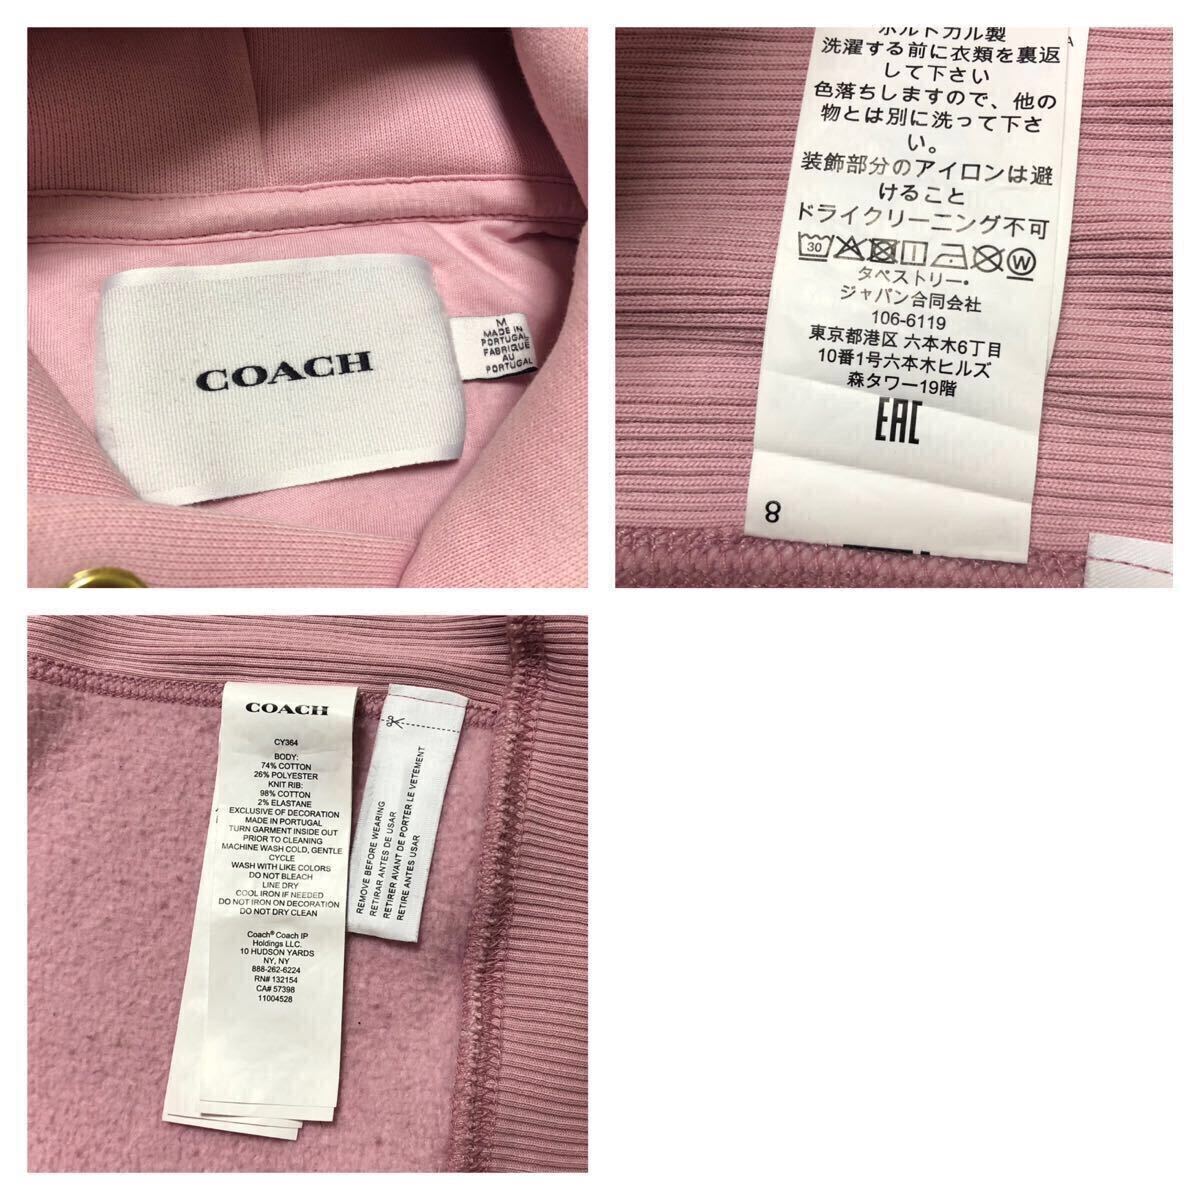 COACH
M
MADE IN
PORTUGAL
FABRIQUÉ
AU
PORTUGAL
ポルトガル製
洗濯する前に衣類を裏返
して下さい
色落ちしますので、他の
物とは別に洗って下さ
い。
装飾部分のアイロンは避
けること
ドライクリーニング不可
30
W
タペストリー・
ジャパン合同会社
106-6119
東京都港区 六本木6丁目
10番1号六本木ヒルズ
森タワー19階
EAC
8
A
COACH
CY364
BODY:
74% COTTON
26% POLYESTER
KNIT RIB:
98% COTTON
2% ELASTANE
EXCLUSIVE OF DECORATION
MADE IN PORTUGAL
TURN GARMENT INSIDE OUT
PRIOR TO CLEANING
MACHINE WASH COLD, GENTLE
CYCLE
WASH WITH LIKE COLORS
DO NOT BLEACH
LINE DRY
COOL IRON IF NEEDED
DO NOT IRON ON DECORATION
DO NOT DRY CLEAN
Coach® Coach IP
Holdings LLC.
10 HUDSON YARDS
NY, NY
888-262-6224
RN# 132154
CA# 57398
11004528
REMOVE BEFORE WEARING
RETIRAR ANTES DE USAR
RETIRER AVANT DE PORTER LE VETEMENT
RETIRE ANTES USAR